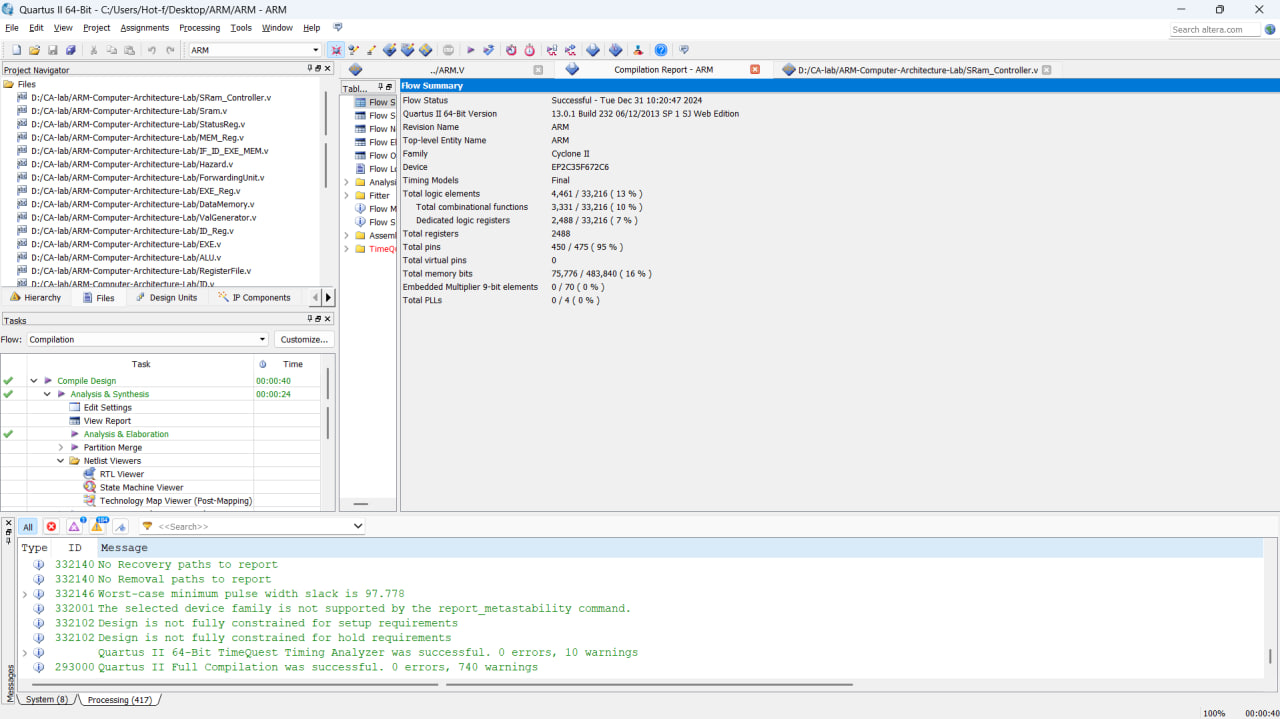 Quartus II 64-Bit - C:/Users/Hot-f/Desktop/ARM/ARM - ARM
File Edit View Project Assignments Processing Tools Window Help
Search altera.com
ARM
Project Navigator
Files
D:/CA-lab/ARM-Computer-Architecture-Lab/SRam_Controller.v
D:/CA-lab/ARM-Computer-Architecture-Lab/Sram.v
D:/CA-lab/ARM-Computer-Architecture-Lab/StatusReg.v
D:/CA-lab/ARM-Computer-Architecture-Lab/MEM_Reg.v
D:/CA-lab/ARM-Computer-Architecture-Lab/IF_ID_EXE_MEM.v
D:/CA-lab/ARM-Computer-Architecture-Lab/Hazard.v
D:/CA-lab/ARM-Computer-Architecture-Lab/ForwardingUnit.v
D:/CA-lab/ARM-Computer-Architecture-Lab/EXE_Reg.v
D:/CA-lab/ARM-Computer-Architecture-Lab/DataMemory.v
D:/CA-lab/ARM-Computer-Architecture-Lab/ValGenerator.v
D:/CA-lab/ARM-Computer-Architecture-Lab/ID_Reg.v
D:/CA-lab/ARM-Computer-Architecture-Lab/EXE.v
D:/CA-lab/ARM-Computer-Architecture-Lab/ALU.v
D:/CA-lab/ARM-Computer-Architecture-Lab/RegisterFile.v
D:/CA-lab/ARM-Computer-Architecture-Lab/ID.v
Hierarchy Files Design Units IP Components
Tasks
Flow: Compilation Customize...
Task Time
Compile Design 00:00:40
Analysis & Synthesis 00:00:24
Edit Settings
View Report
Analysis & Elaboration
Partition Merge
Netlist Viewers
RTL Viewer
State Machine Viewer
Technology Map Viewer (Post-Mapping)
../ARM.V Compilation Report - ARM D:/CA-lab/ARM-Computer-Architecture-Lab/SRam_Controller.v
Tabl...
Flow S
Flow S
Flow N
Flow El
Flow O
Flow L
Analysi
Fitter
Flow M
Flow S
Assem
TimeQ
Flow Summary
Flow Status Successful - Tue Dec 31 10:20:47 2024
Quartus II 64-Bit Version 13.0.1 Build 232 06/12/2013 SP 1 SJ Web Edition
Revision Name ARM
Top-level Entity Name ARM
Family Cyclone II
Device EP2C35F672C6
Timing Models Final
Total logic elements 4,461 / 33,216 ( 13 % )
Total combinational functions 3,331 / 33,216 ( 10 % )
Dedicated logic registers 2,488 / 33,216 ( 7 % )
Total registers 2488
Total pins 450 / 475 ( 95 % )
Total virtual pins 0
Total memory bits 75,776 / 483,840 ( 16 % )
Embedded Multiplier 9-bit elements 0 / 70 ( 0 % )
Total PLLs 0 / 4 ( 0 % )
All 184 <<Search>>
Type ID Message
332140 No Recovery paths to report
332140 No Removal paths to report
332146 Worst-case minimum pulse width slack is 97.778
332001 The selected device family is not supported by the report_metastability command.
332102 Design is not fully constrained for setup requirements
332102 Design is not fully constrained for hold requirements
Quartus II 64-Bit TimeQuest Timing Analyzer was successful. 0 errors, 10 warnings
293000 Quartus II Full Compilation was successful. 0 errors, 740 warnings
Messages
System (8) Processing (417)
100% 00:00:40